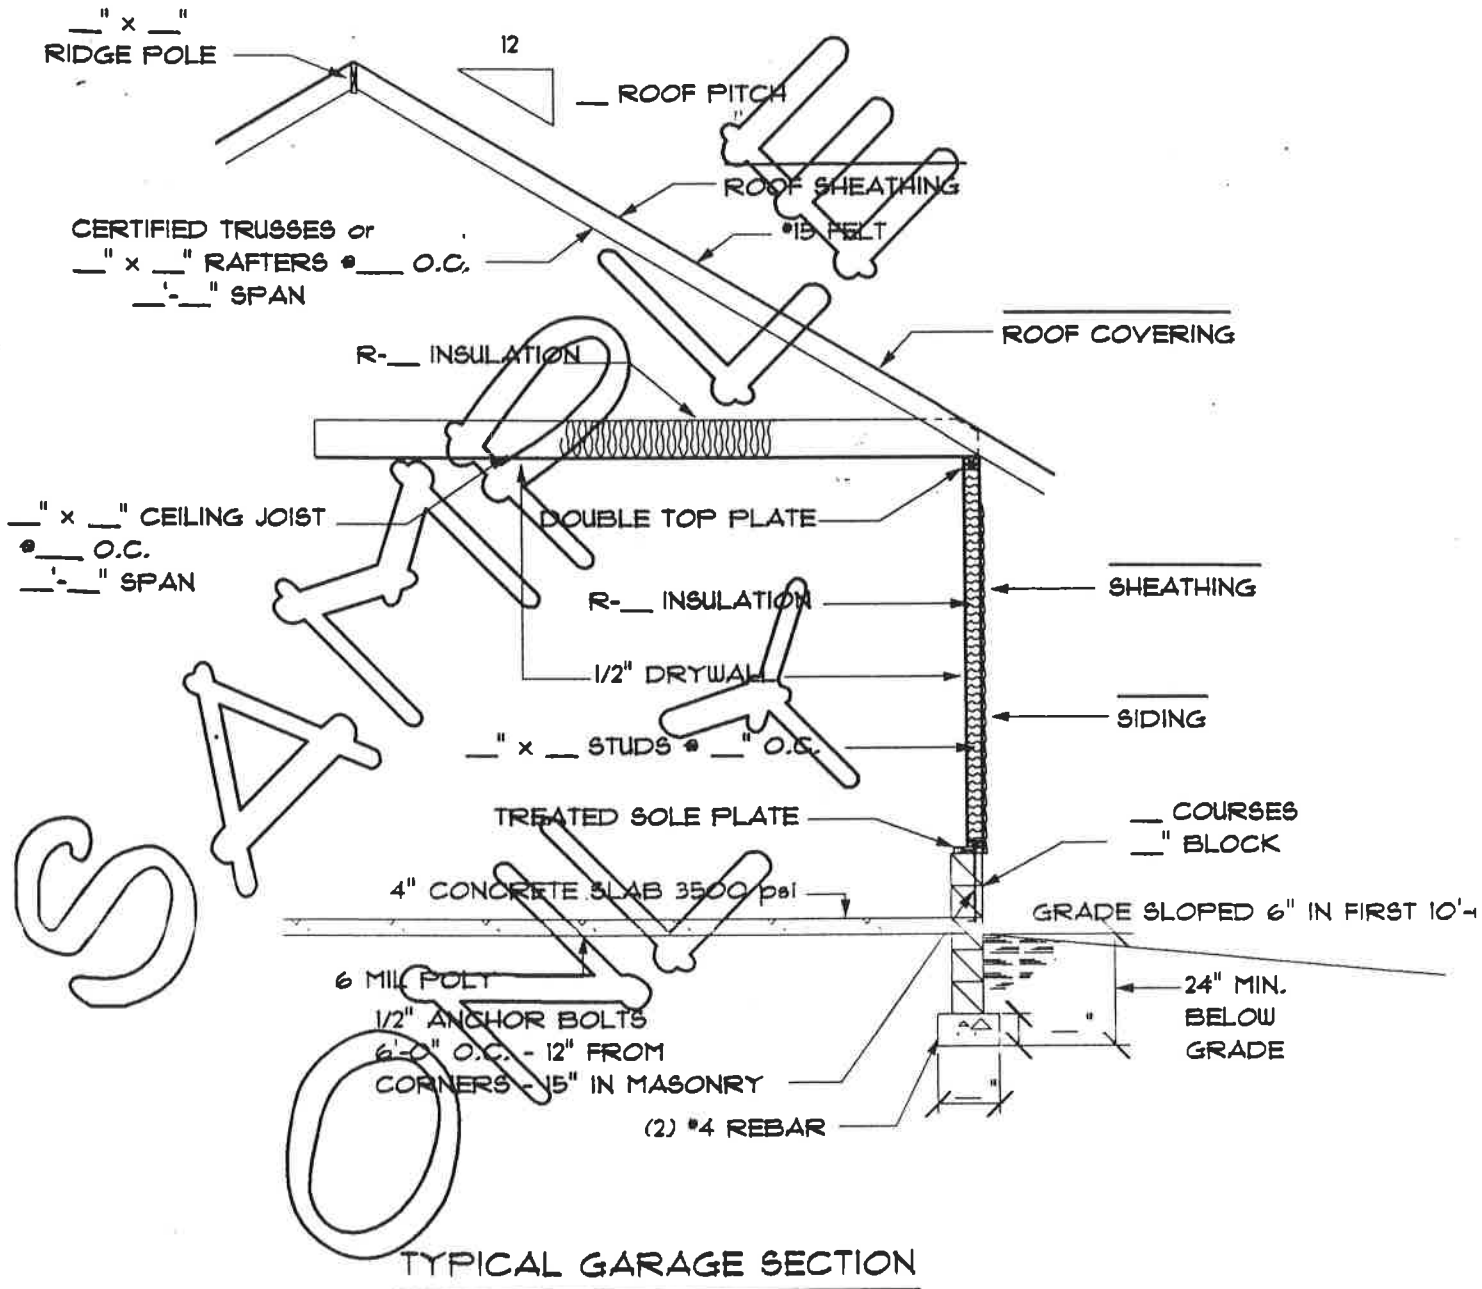 __" x __"
RIDGE POLE
12
__ ROOF PITCH
"
ROOF SHEATHING
#15 FELT
CERTIFIED TRUSSES or
__" x __" RAFTERS @ ___ O.C.
__'-__" SPAN
ROOF COVERING
R-__ INSULATION
__" x __" CEILING JOIST
@ ___ O.C.
__'-__" SPAN
DOUBLE TOP PLATE
SHEATHING
R-__ INSULATION
1/2" DRYWALL
SIDING
__" x __ STUDS @ __" O.C.
TREATED SOLE PLATE
__ COURSES
__" BLOCK
4" CONCRETE SLAB 3500 psi
GRADE SLOPED 6" IN FIRST 10'-
6 MIL POLY
1/2" ANCHOR BOLTS
6'-0" O.C. - 12" FROM
CORNERS - 15" IN MASONRY
24" MIN.
BELOW
GRADE
__"
__"
(2) #4 REBAR
SAMPLE
ONLY
TYPICAL GARAGE SECTION